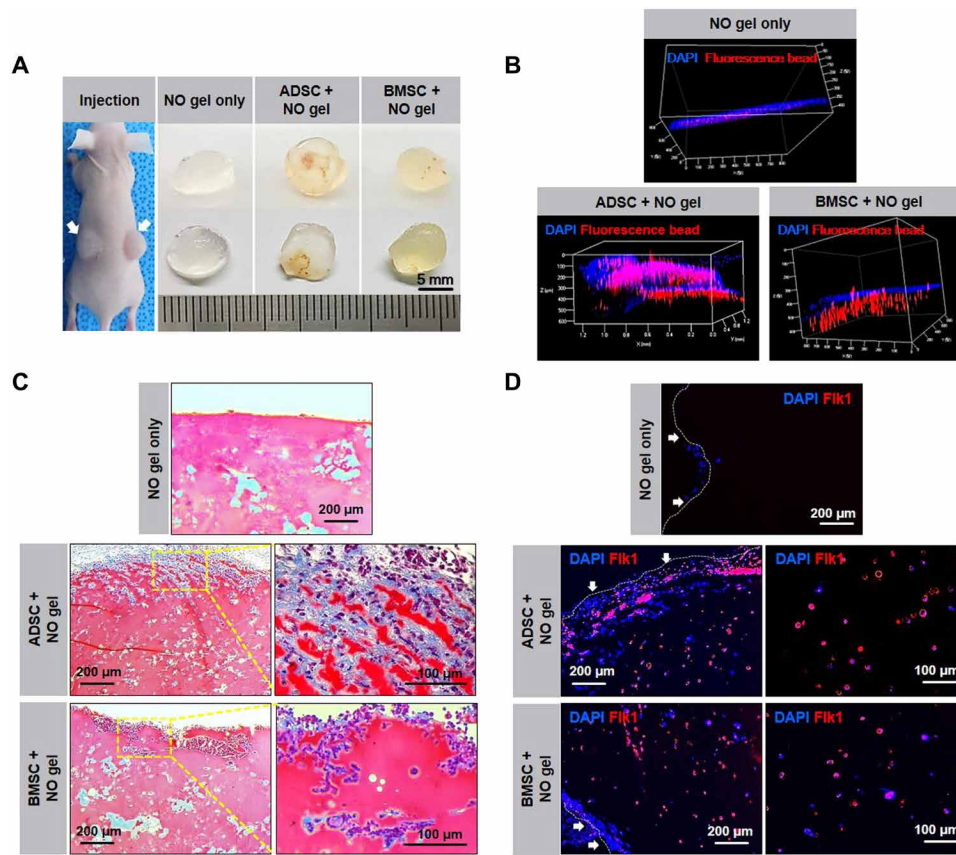 A
Injection
NO gel only
ADSC +
NO gel
BMSC +
NO gel
5 mm
B
NO gel only
DAPI Fluorescence bead
ADSC + NO gel
DAPI Fluorescence bead
BMSC + NO gel
DAPI Fluorescence bead
C
NO gel only
200 µm
ADSC +
NO gel
200 µm
100 µm
BMSC +
NO gel
200 µm
100 µm
D
NO gel only
DAPI Flk1
200 µm
ADSC +
NO gel
DAPI Flk1
200 µm
DAPI Flk1
100 µm
BMSC +
NO gel
DAPI Flk1
200 µm
DAPI Flk1
100 µm